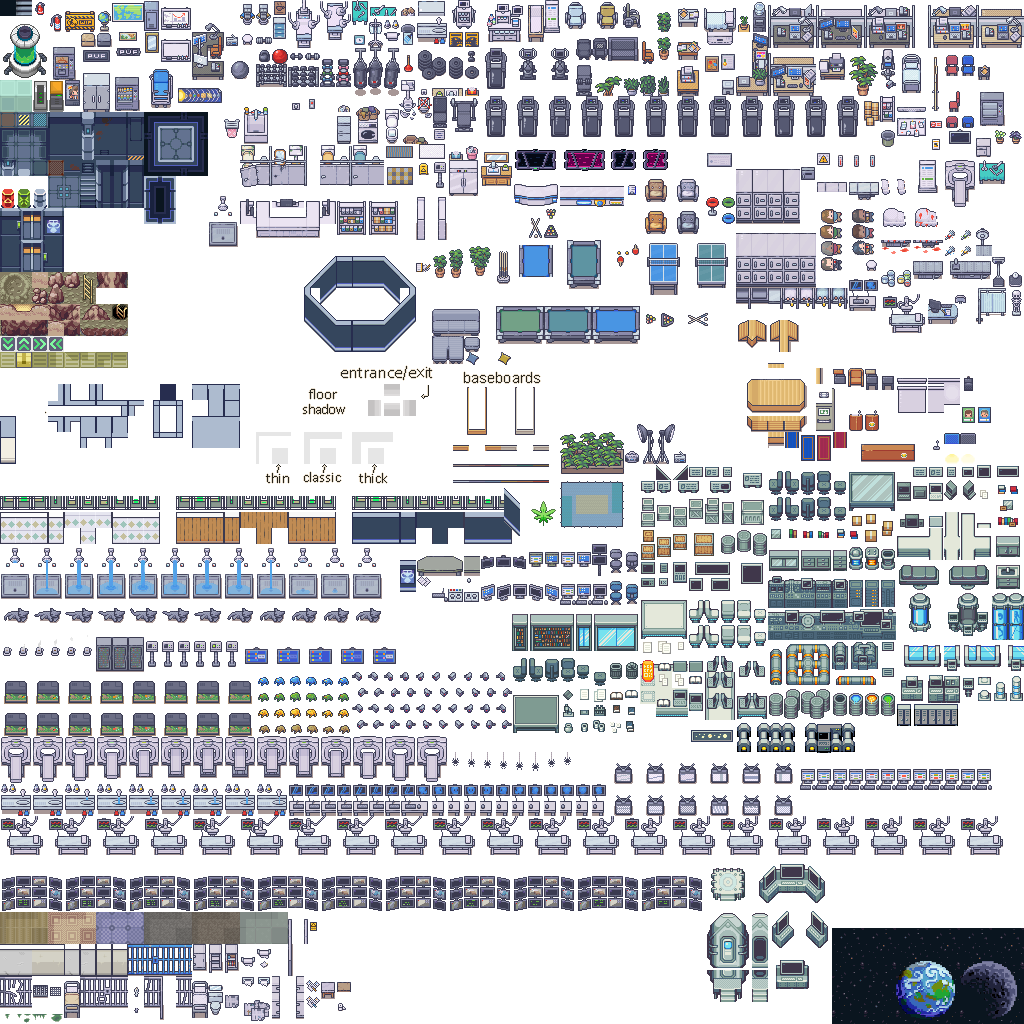 entrance/exit
baseboards
floor
shadow
thin
classic
thick